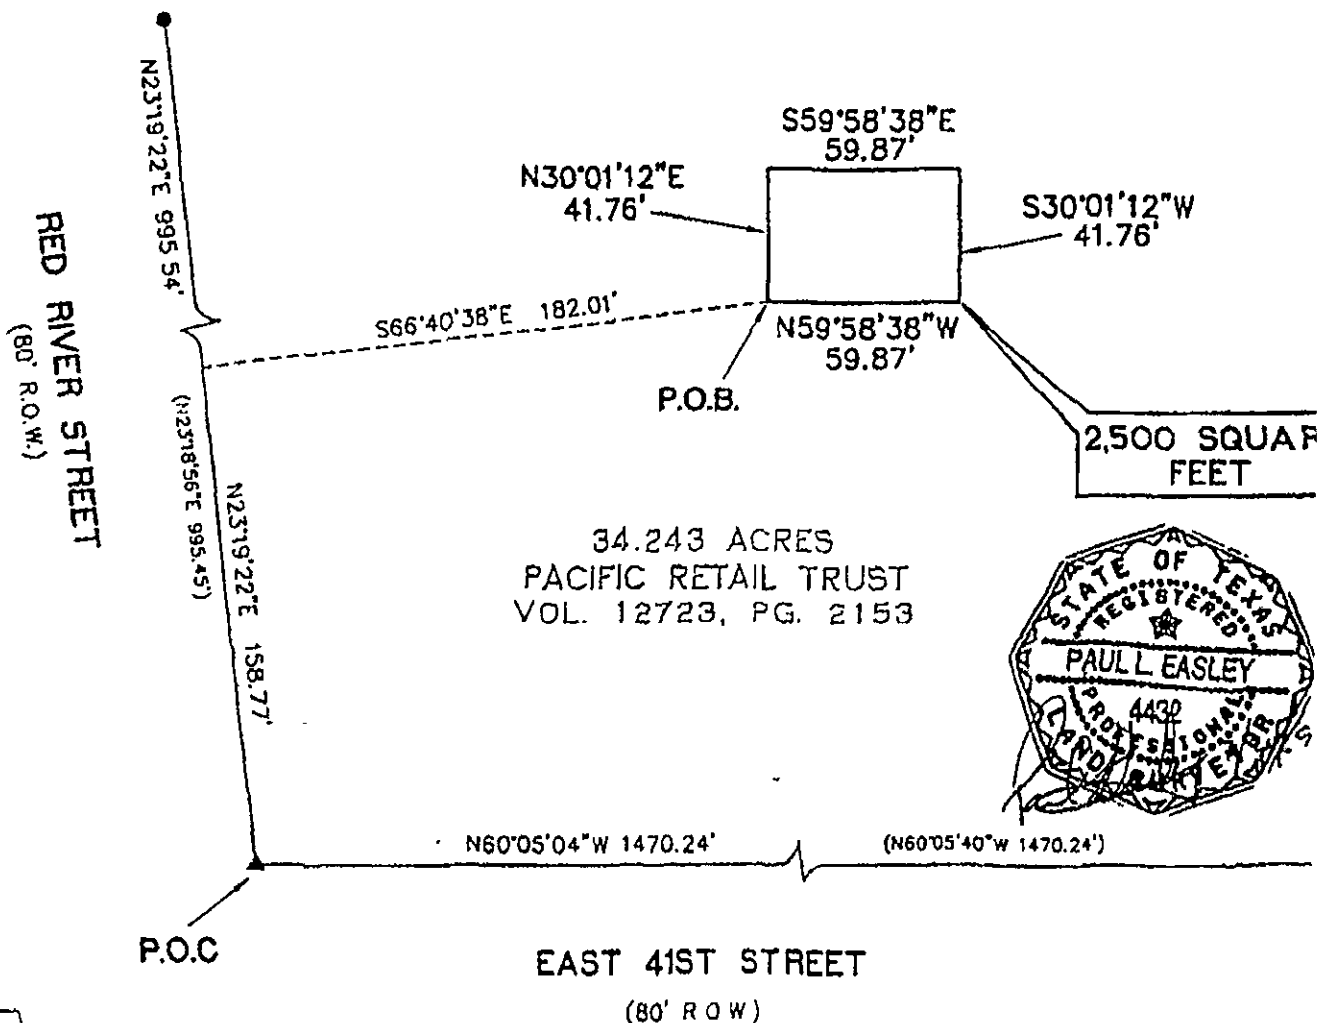 N23°19'22"E 995 54'
RED RIVER STREET
(80' R.O.W.)
S59°58'38"E
59.87'
N30°01'12"E
41.76'
S30°01'12"W
41.76'
S66°40'38"E 182.01'
N59°58'38"W
59.87'
P.O.B.
2,500 SQUAR
FEET
(N23°18'56"E 995.45')
N23°19'22"E 158.77'
34.243 ACRES
PACIFIC RETAIL TRUST
VOL. 12723, PG. 2153
STATE OF TEXAS
REGISTERED
PAUL L. EASLEY
4432
PROFESSIONAL
LAND SURVEYOR
N60°05'04"W 1470.24'
(N60°05'40"W 1470.24')
P.O.C
EAST 41ST STREET
(80' R O W)